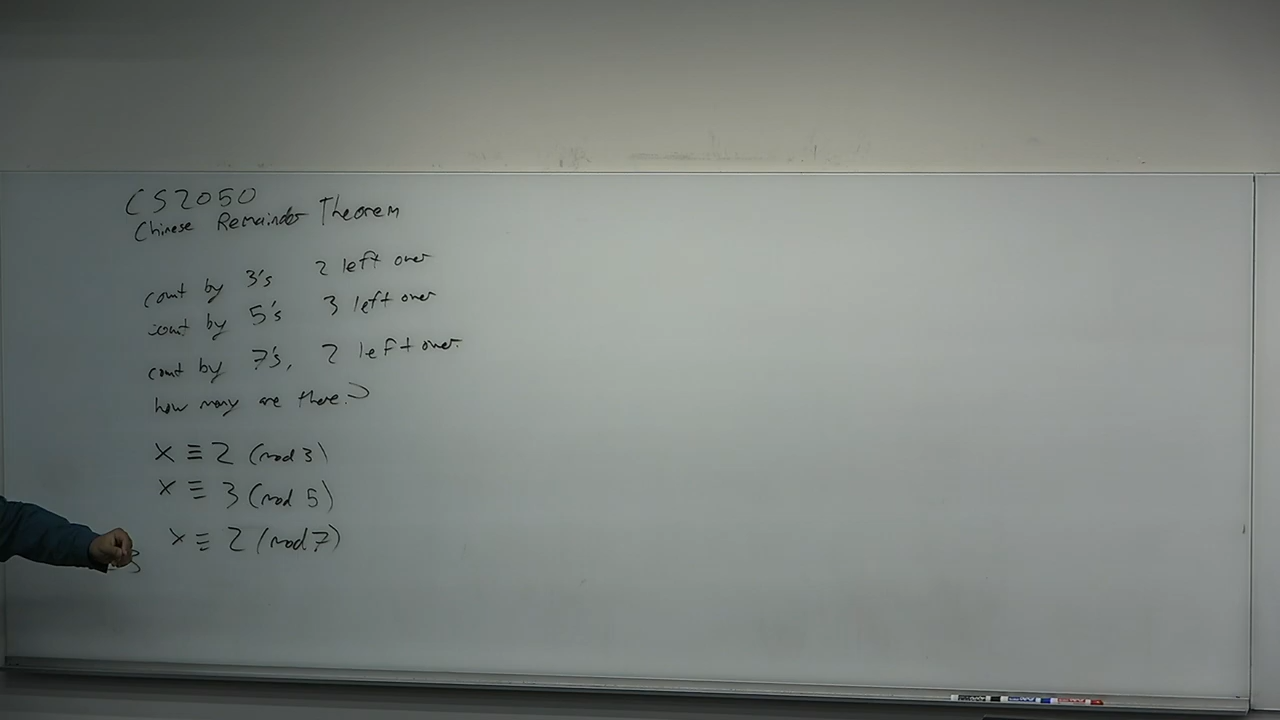 CS2050
Chinese Remainder Theorem
count by 3's 2 left over
count by 5's 3 left over
count by 7's, 2 left over.
how many are there?
x ≡ 2 (mod 3)
x ≡ 3 (mod 5)
x ≡ 2 (mod 7)